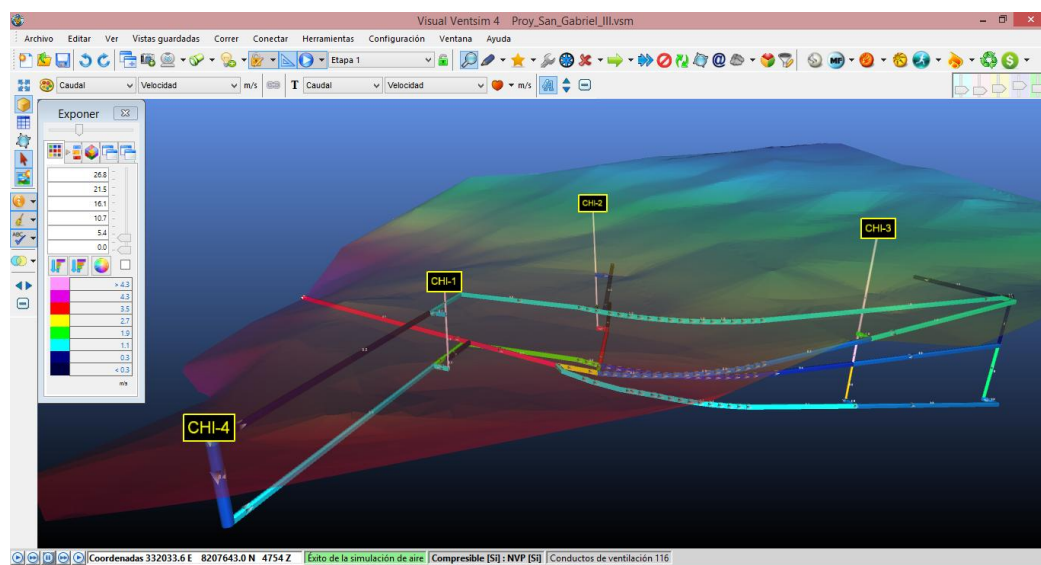 Visual Ventsim 4 Proy_San_Gabriel_III.vsm
Archivo Editar Ver Vistas guardadas Correr Conectar Herramientas Configuración Ventana Ayuda
Etapa 1
Caudal Velocidad m/s T Caudal Velocidad m/s
Exponer
26.8
21.5
16.1
10.7
5.4
0.0
> 4.3
4.3
3.5
2.7
1.9
1.1
0.3
< 0.3
m/s
CHI-2
CHI-3
CHI-1
CHI-4
Coordenadas 332033.6 E 8207643.0 N 4754 Z Éxito de la simulación de aire Compresible [Si] : NVP [Si] Conductos de ventilación 116